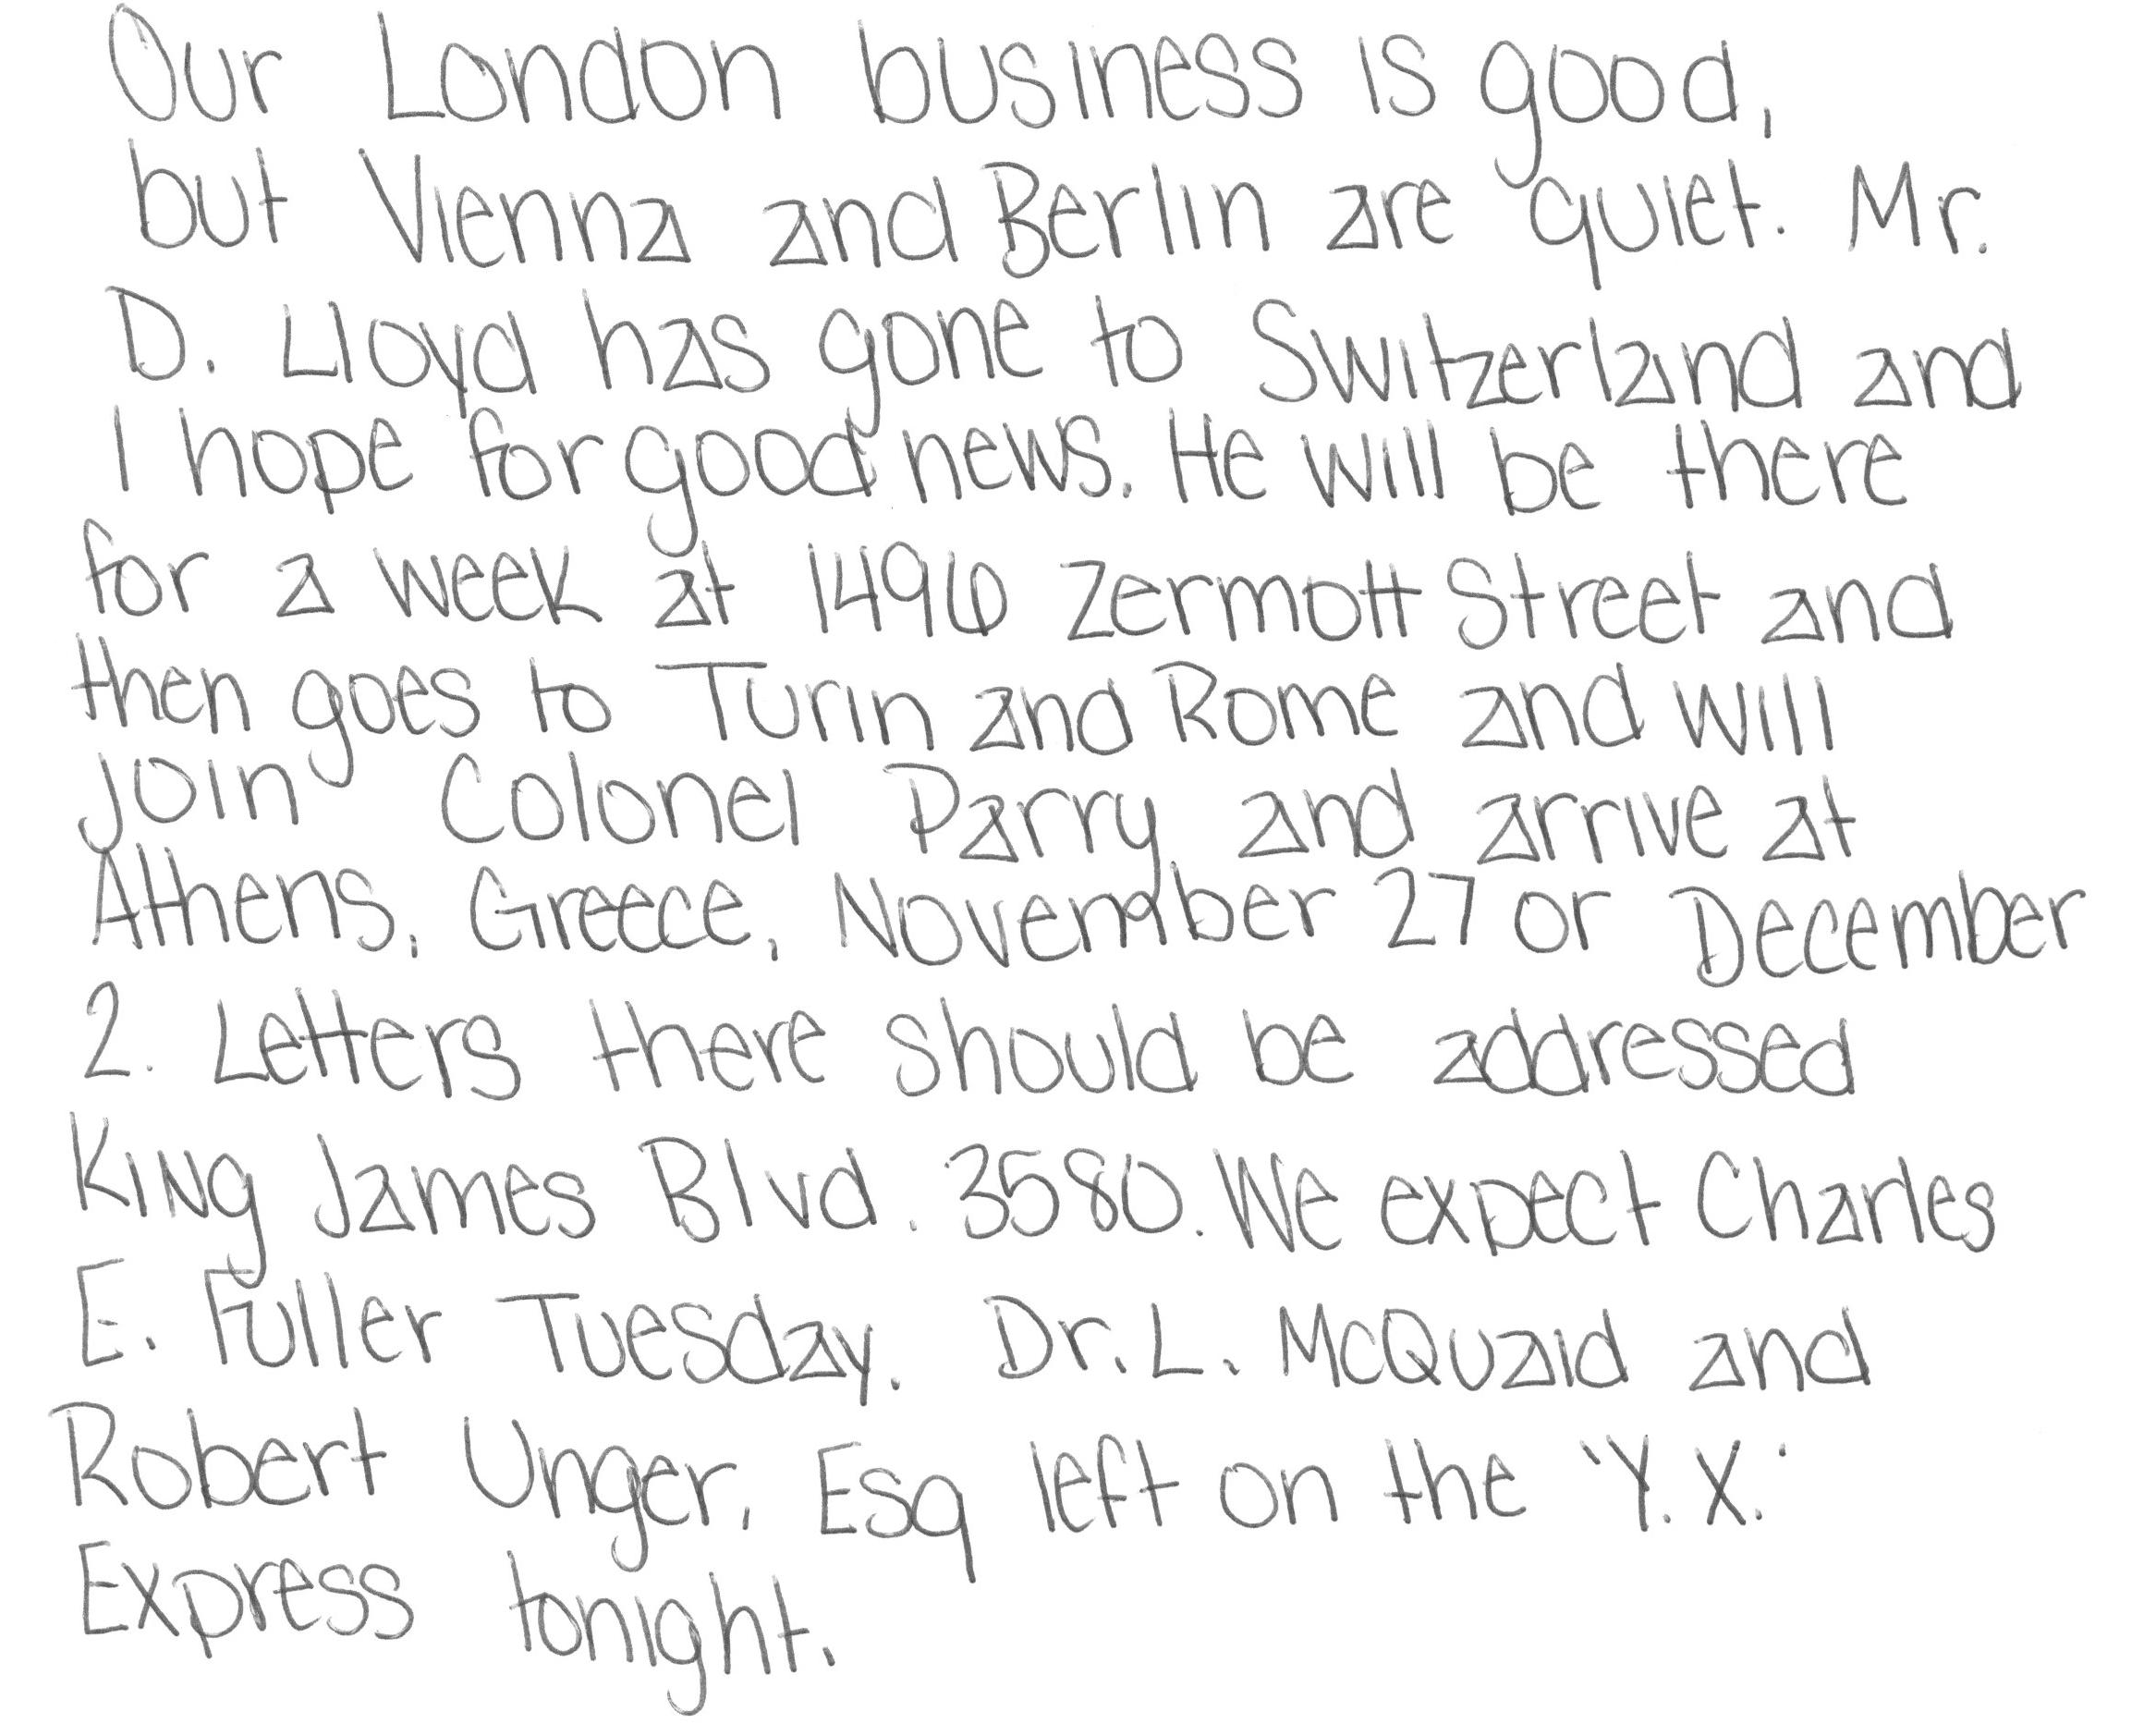 Our London business is good,
but Vienna and Berlin are quiet. Mr.
D. Lloyd has gone to Switzerland and
I hope for good news. He will be there
for a week at 1496 Zermott Street and
then goes to Turin and Rome and will
join Colonel Parry and arrive at
Athens, Greece, November 27 or December
2. Letters there should be addressed
King James Blvd. 3580. We expect Charles
E. Fuller Tuesday. Dr. L. McQuaid and
Robert Unger, Esq left on the 'Y. X.'
Express tonight.